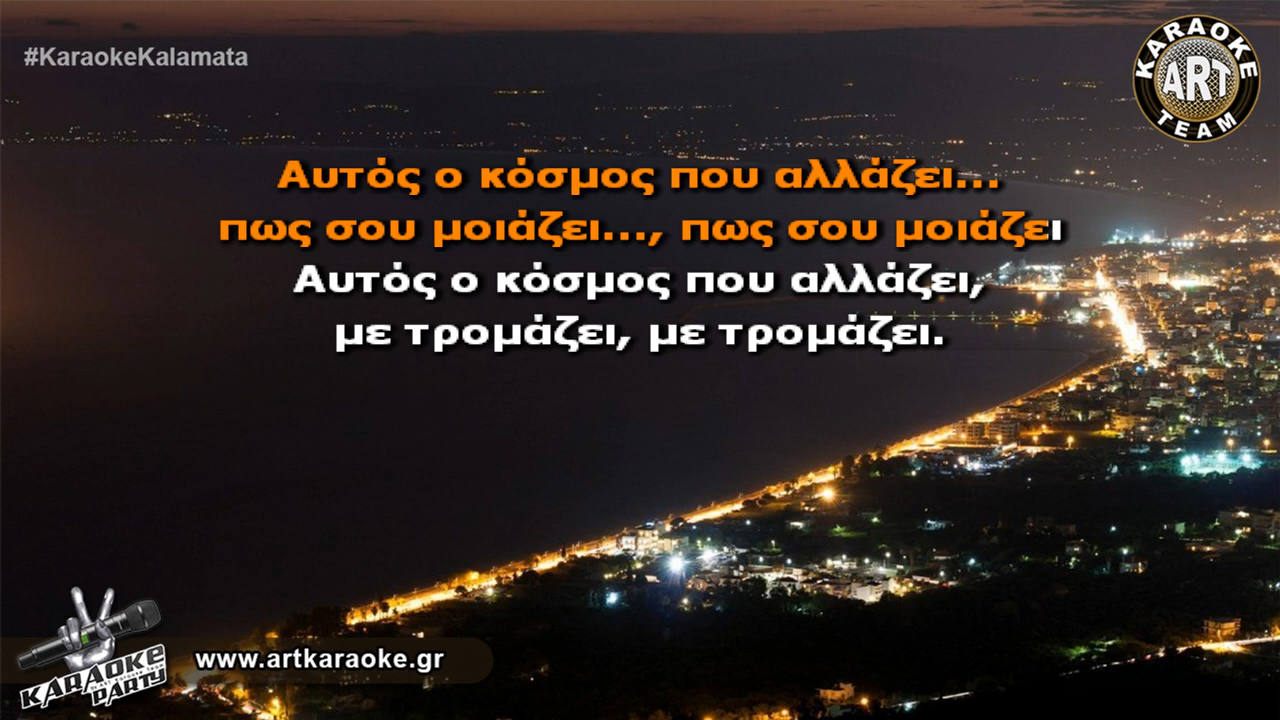 #KaraokeKalamata
KARAOKE
ART
TEAM
Αυτός ο κόσμος που αλλάζει...
πως σου μοιάζει..., πως σου μοιάζει
Αυτός ο κόσμος που αλλάζει,
με τρομάζει, με τρομάζει.
KARAOKE
PARTY
www.artkaraoke.gr